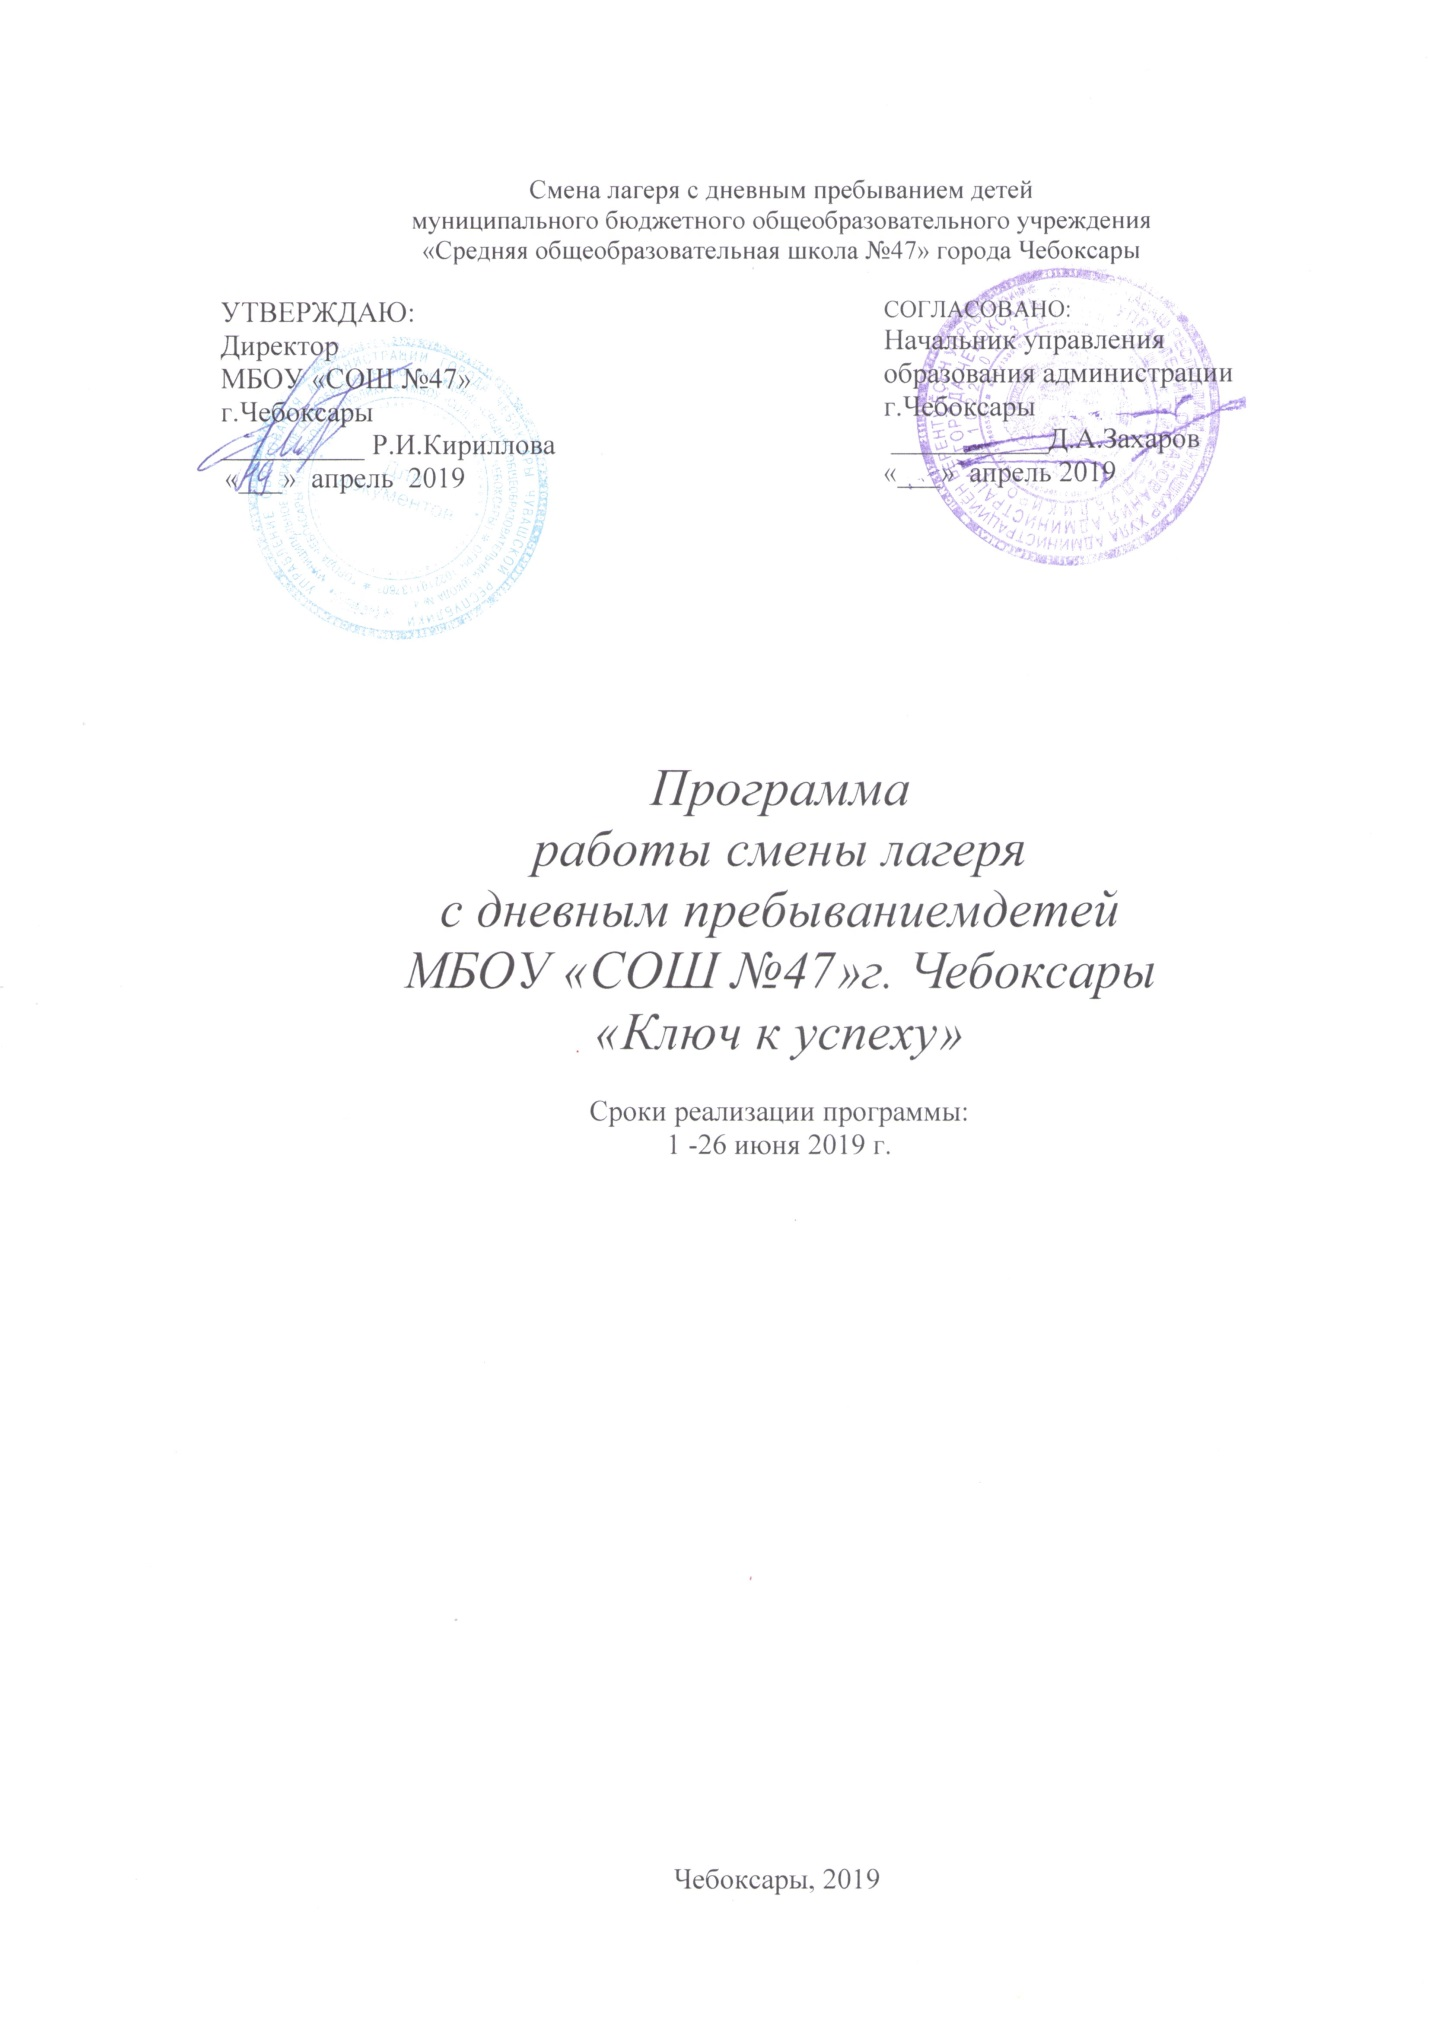 Смена лагеря с дневным пребыванием детей
муниципального бюджетного общеобразовательного учреждения
«Средняя общеобразовательная школа №47» города Чебоксары
УТВЕРЖДАЮ:
Директор
МБОУ «СОШ №47»
г.Чебоксары
__________ Р.И.Кириллова
«___» апрель 2019
СОГЛАСОВАНО:
Начальник управления
образования администрации
г.Чебоксары
___________Д.А.Захаров
«___» апрель 2019
Программа
работы смены лагеря
с дневным пребываниемдетей
МБОУ «СОШ №47»г. Чебоксары
«Ключ к успеху»
Сроки реализации программы:
1 -26 июня 2019 г.
Чебоксары, 2019